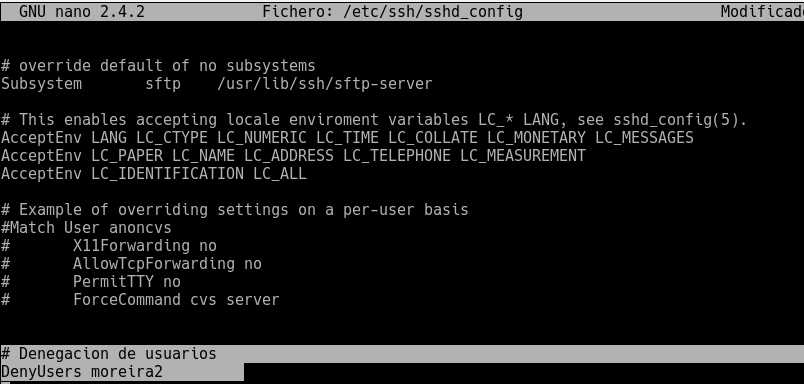 GNU nano 2.4.2 Fichero: /etc/ssh/sshd_config Modificado
# override default of no subsystems
Subsystem sftp /usr/lib/ssh/sftp-server
# This enables accepting locale enviroment variables LC_* LANG, see sshd_config(5).
AcceptEnv LANG LC_CTYPE LC_NUMERIC LC_TIME LC_COLLATE LC_MONETARY LC_MESSAGES
AcceptEnv LC_PAPER LC_NAME LC_ADDRESS LC_TELEPHONE LC_MEASUREMENT
AcceptEnv LC_IDENTIFICATION LC_ALL
# Example of overriding settings on a per-user basis
#Match User anoncvs
# X11Forwarding no
# AllowTcpForwarding no
# PermitTTY no
# ForceCommand cvs server
# Denegacion de usuarios
DenyUsers moreira2